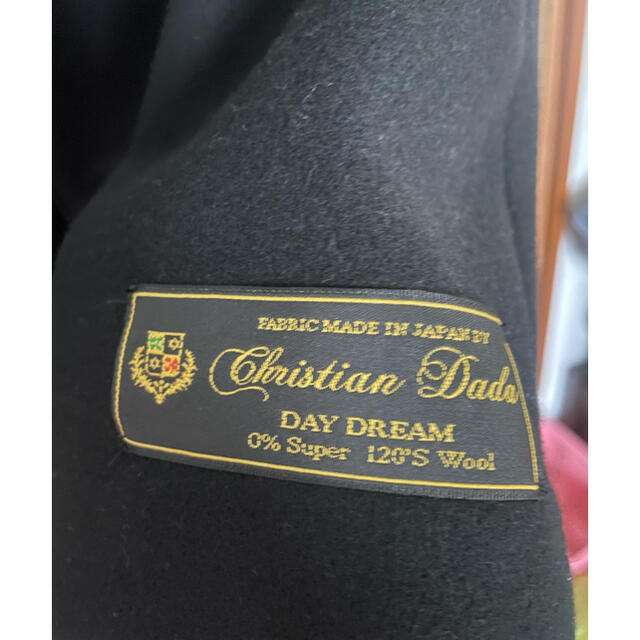 FABRIC MADE IN JAPAN BY
Christian Dada
DAY DREAM
0% Super 120'S Wool